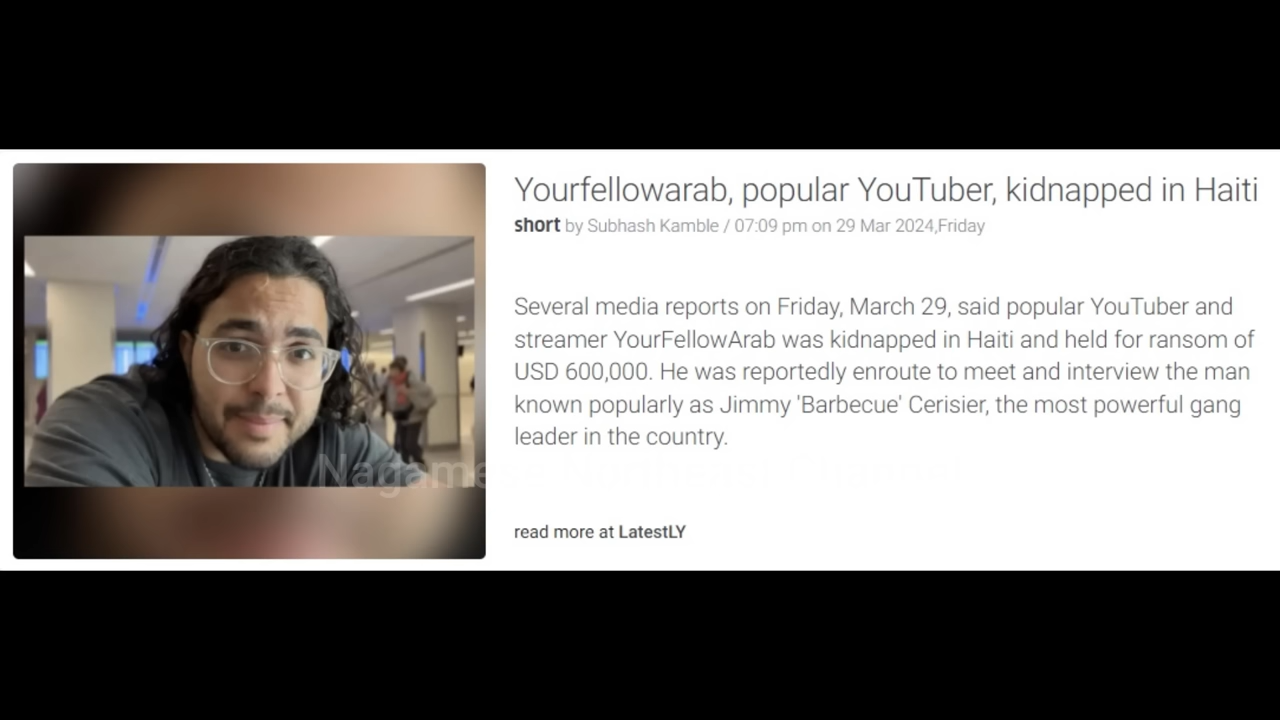 Yourfellowarab, popular YouTuber, kidnapped in Haiti
short by Subhash Kamble / 07:09 pm on 29 Mar 2024,Friday
Several media reports on Friday, March 29, said popular YouTuber and
streamer YourFellowArab was kidnapped in Haiti and held for ransom of
USD 600,000. He was reportedly enroute to meet and interview the man
known popularly as Jimmy 'Barbecue' Cerisier, the most powerful gang
leader in the country.
read more at LatestLY